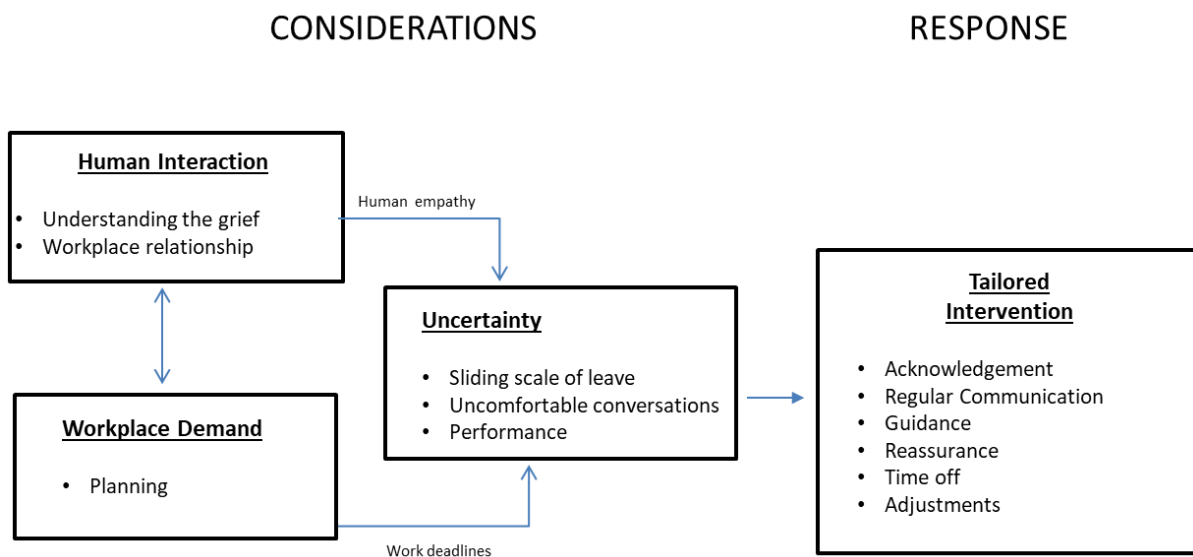 CONSIDERATIONS
RESPONSE
Human Interaction
• Understanding the grief
• Workplace relationship
Human empathy
Workplace Demand
• Planning
Work deadlines
Uncertainty
• Sliding scale of leave
• Uncomfortable conversations
• Performance
Tailored
Intervention
• Acknowledgement
• Regular Communication
• Guidance
• Reassurance
• Time off
• Adjustments